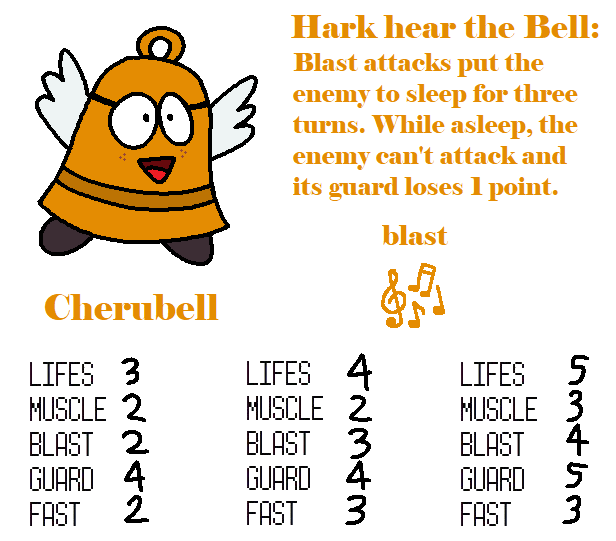 Hark hear the Bell:
Blast attacks put the
enemy to sleep for three
turns. While asleep, the
enemy can't attack and
its guard loses 1 point.
blast
Cherubell
LIFES 3
MUSCLE 2
BLAST 2
GUARD 4
FAST 2
LIFES 4
MUSCLE 2
BLAST 3
GUARD 4
FAST 3
LIFES 5
MUSCLE 3
BLAST 4
GUARD 5
FAST 3